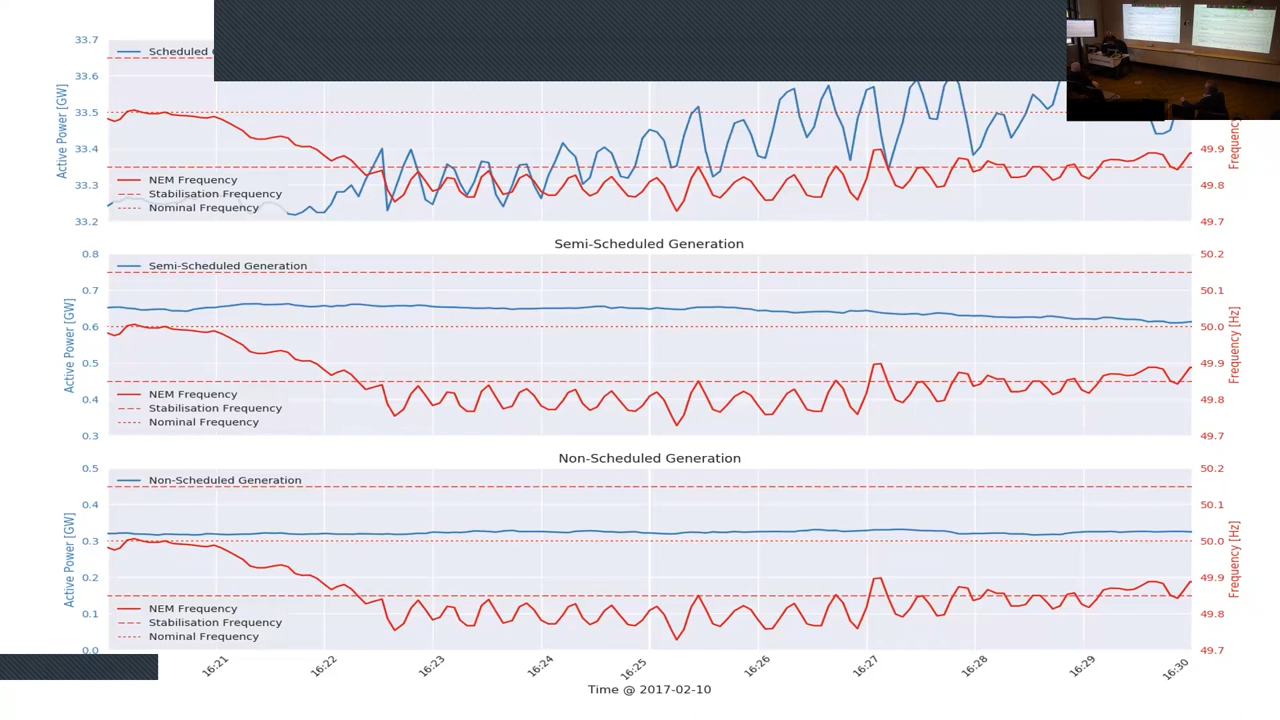 33.7
33.6
33.5
33.4
33.3
33.2
Active Power [GW]
Scheduled
NEM Frequency
Stabilisation Frequency
Nominal Frequency
49.9
49.8
49.7
Frequency
Semi-Scheduled Generation
0.8
0.7
0.6
0.5
0.4
0.3
Active Power [GW]
Semi-Scheduled Generation
NEM Frequency
Stabilisation Frequency
Nominal Frequency
50.2
50.1
50.0
49.9
49.8
49.7
Frequency [Hz]
Non-Scheduled Generation
0.5
0.4
0.3
0.2
0.1
0.0
Active Power [GW]
Non-Scheduled Generation
NEM Frequency
Stabilisation Frequency
Nominal Frequency
50.2
50.1
50.0
49.9
49.8
49.7
Frequency [Hz]
16:21
16:22
16:23
16:24
16:25
16:26
16:27
16:28
16:29
16:30
Time @ 2017-02-10